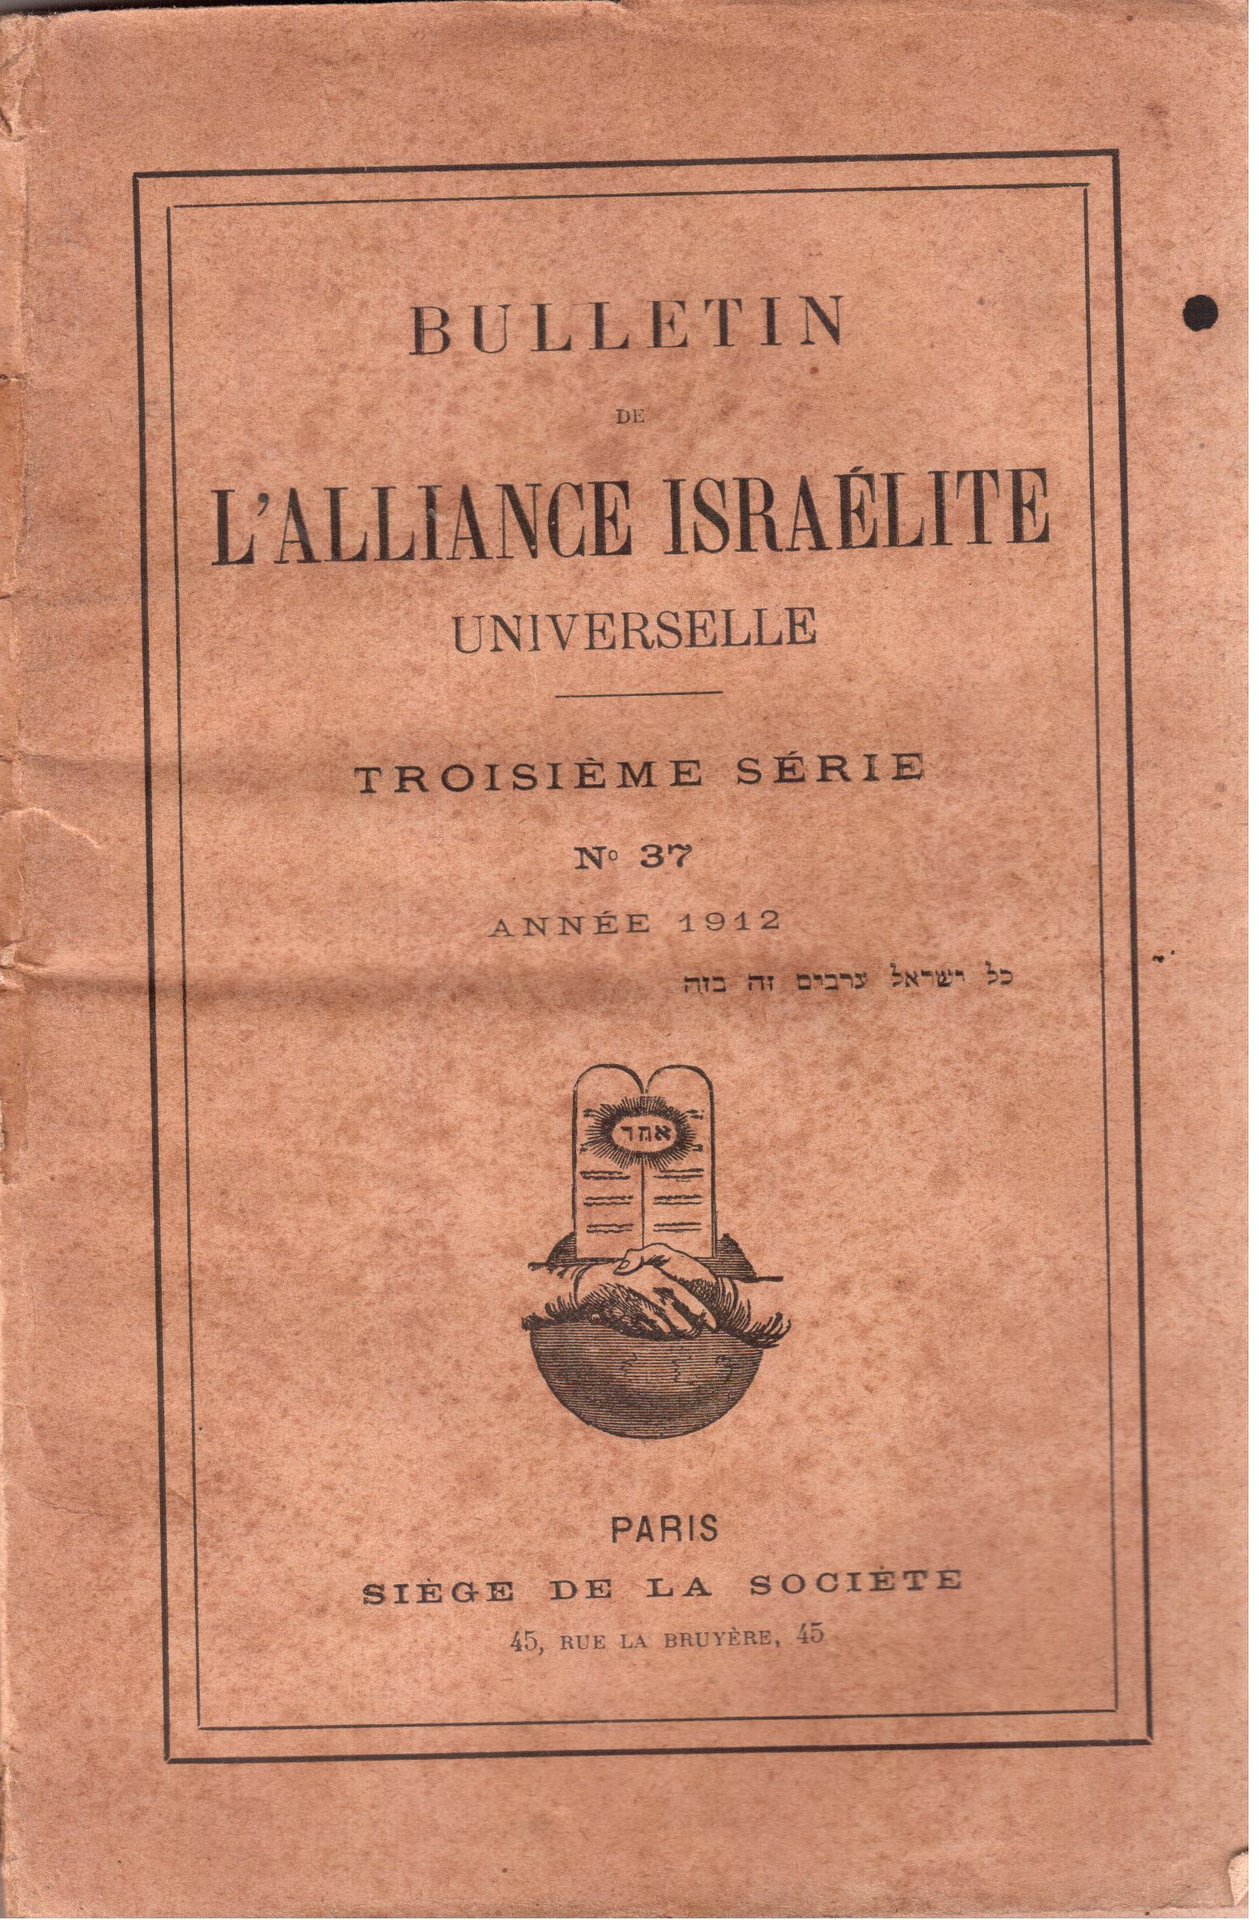 BULLETIN
DE
L'ALLIANCE ISRAÉLITE
UNIVERSELLE
TROISIÈME SÉRIE
Nº 37
ANNÉE 1912
כל ישראל ערבים זה בזה
אחד
PARIS
SIÈGE DE LA SOCIÉTÉ
45, RUE LA BRUYÈRE, 45